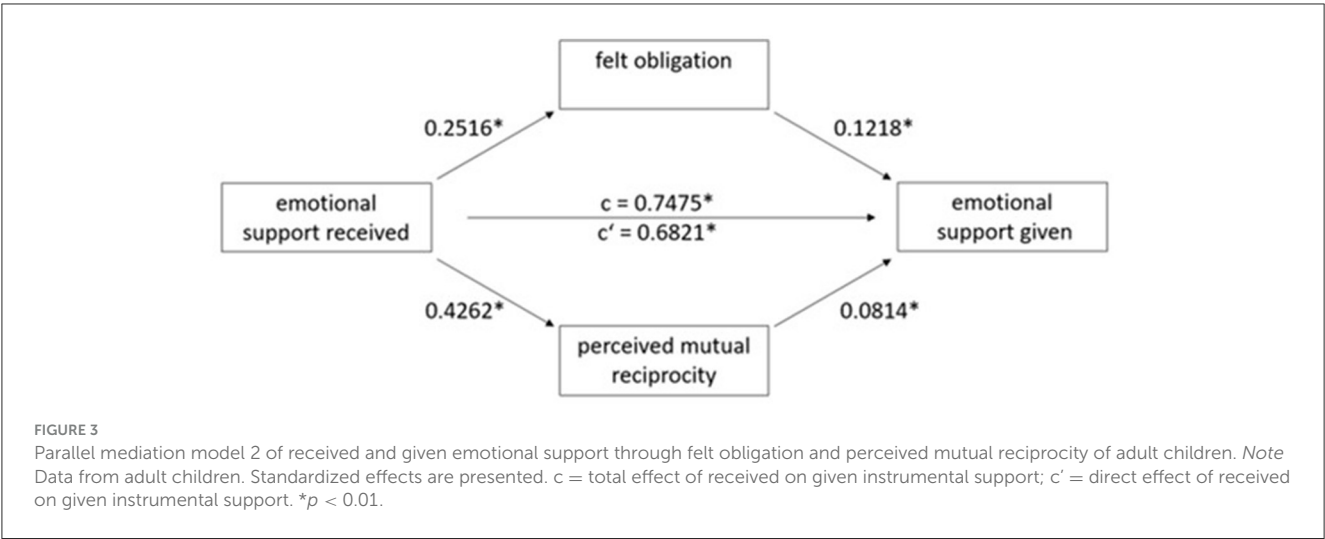 felt obligation
0.2516*
0.1218*
emotional
support received
c = 0.7475*
c′ = 0.6821*
emotional
support given
0.4262*
0.0814*
perceived mutual
reciprocity
FIGURE 3
Parallel mediation model 2 of received and given emotional support through felt obligation and perceived mutual reciprocity of adult children. Note
Data from adult children. Standardized effects are presented. c = total effect of received on given instrumental support; c′ = direct effect of received
on given instrumental support. *p < 0.01.